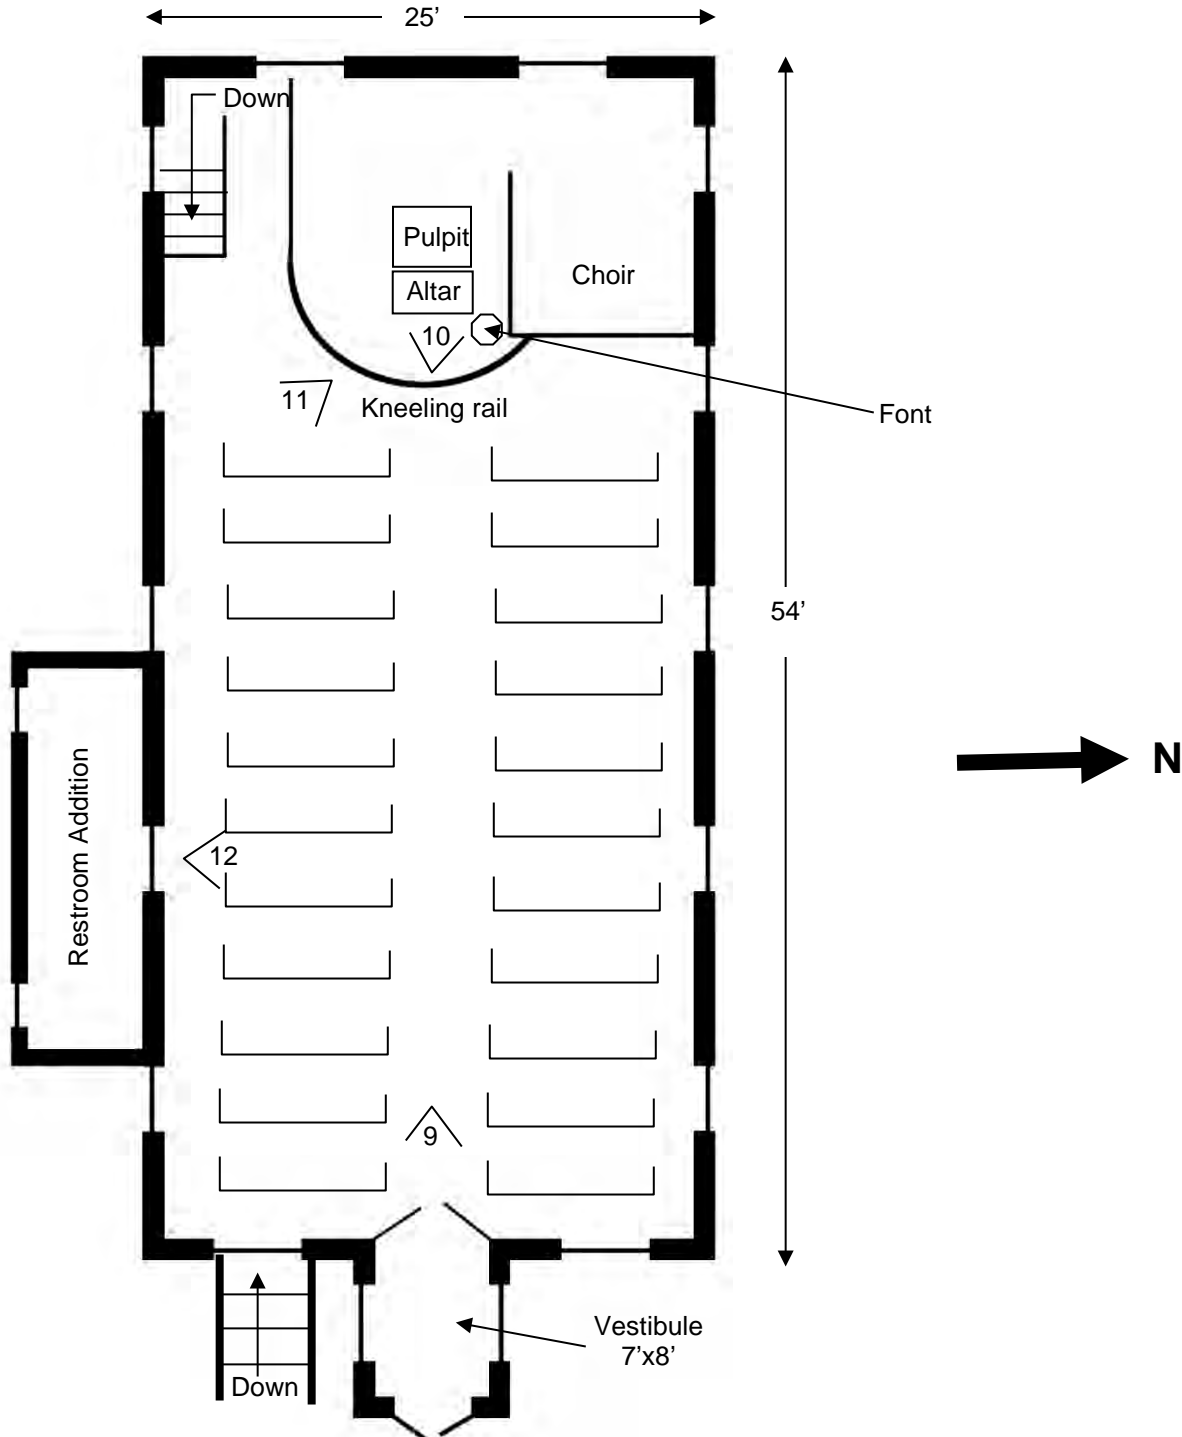 25’
Down
Pulpit
Choir
Altar
10
11
Kneeling rail
Font
54’
N
Restroom Addition
12
9
Vestibule
7’x8’
Down